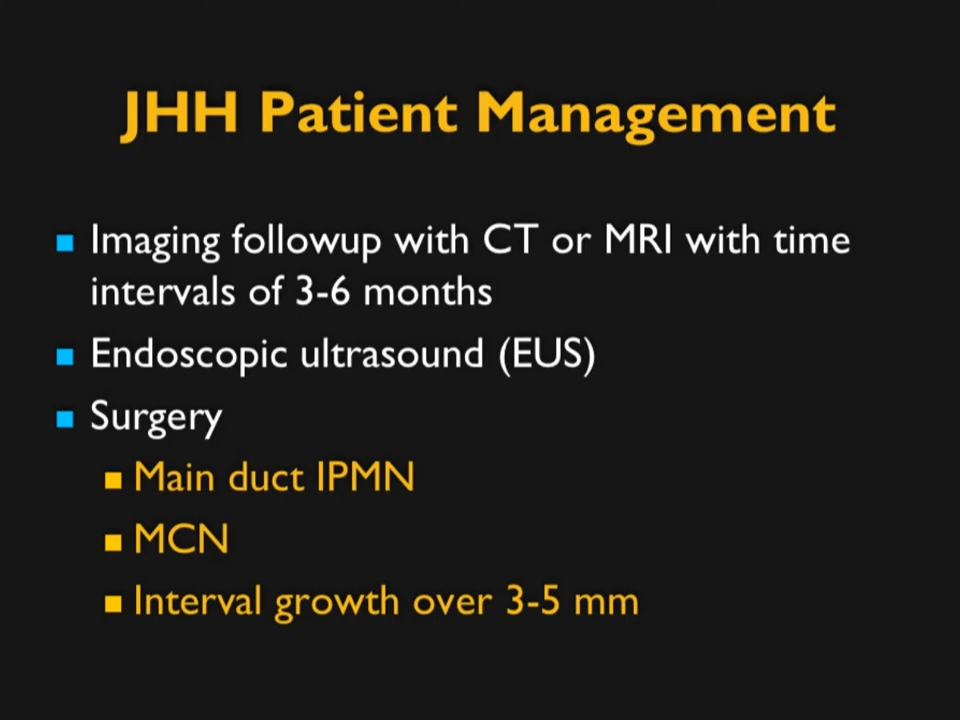 JHH Patient Management
Imaging followup with CT or MRI with time
intervals of 3-6 months
Endoscopic ultrasound (EUS)
Surgery
Main duct IPMN
MCN
Interval growth over 3-5 mm